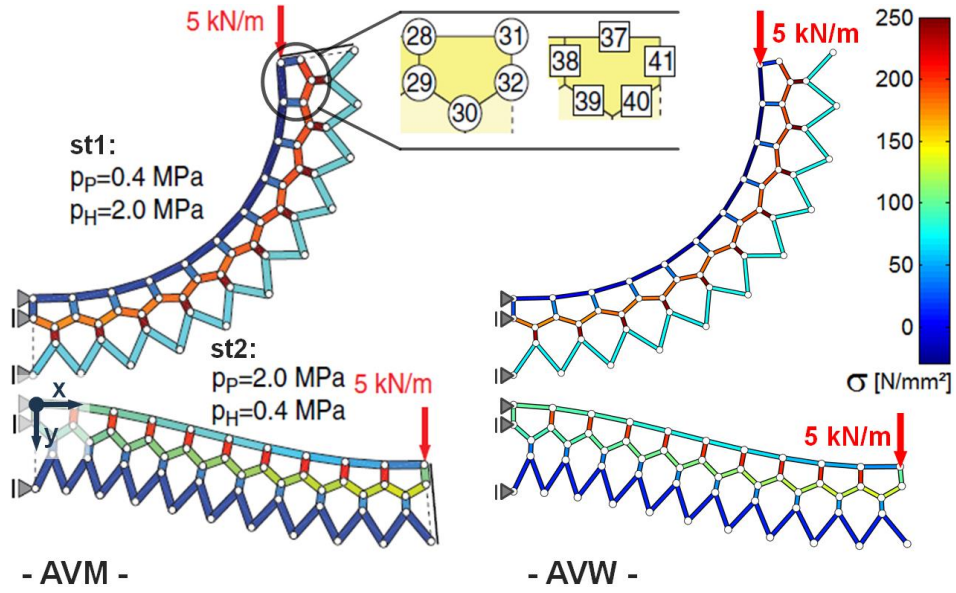 5 kN/m
28 31
29 32
30
37
38 41
39 40
5 kN/m
st1:
pP=0.4 MPa
pH=2.0 MPa
250
200
150
100
50
0
σ [N/mm²]
st2:
pP=2.0 MPa
pH=0.4 MPa
5 kN/m
x
y
5 kN/m
- AVM -
- AVW -